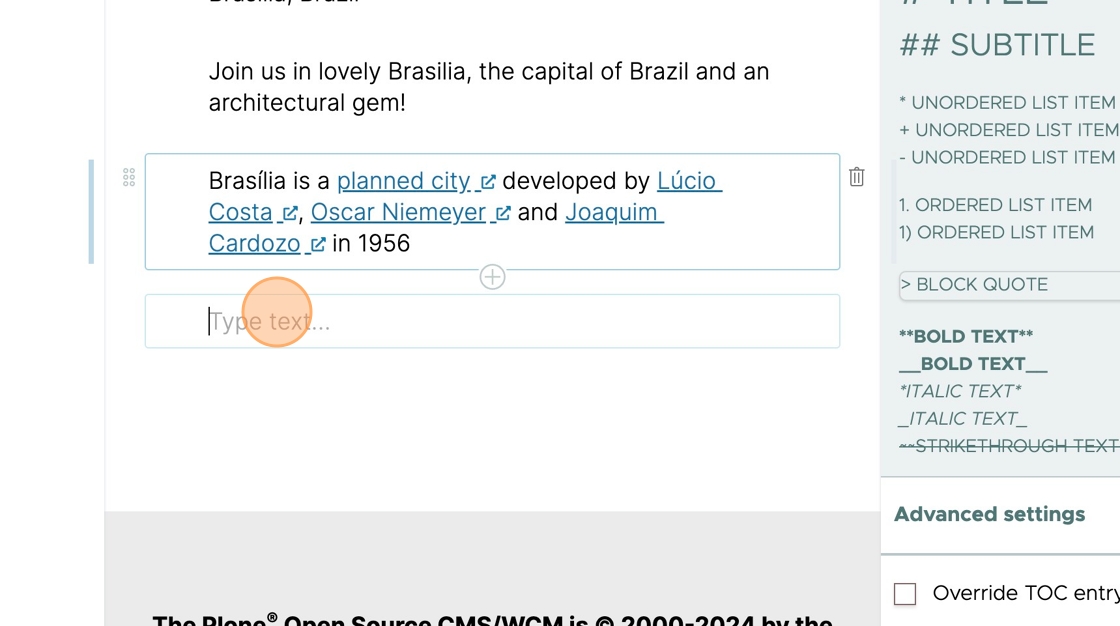 Brasília, Brazil
Join us in lovely Brasilia, the capital of Brazil and an
architectural gem!
Brasília is a planned city developed by Lúcio
Costa, Oscar Niemeyer and Joaquim
Cardozo in 1956
Type text...
The Plone® Open Source CMS/WCM is © 2000-2024 by the
# TITLE
## SUBTITLE
* UNORDERED LIST ITEM
+ UNORDERED LIST ITEM
- UNORDERED LIST ITEM
1. ORDERED LIST ITEM
1) ORDERED LIST ITEM
> BLOCK QUOTE
**BOLD TEXT**
__BOLD TEXT__
*ITALIC TEXT*
_ITALIC TEXT_
~~STRIKETHROUGH TEXT
Advanced settings
Override TOC entry